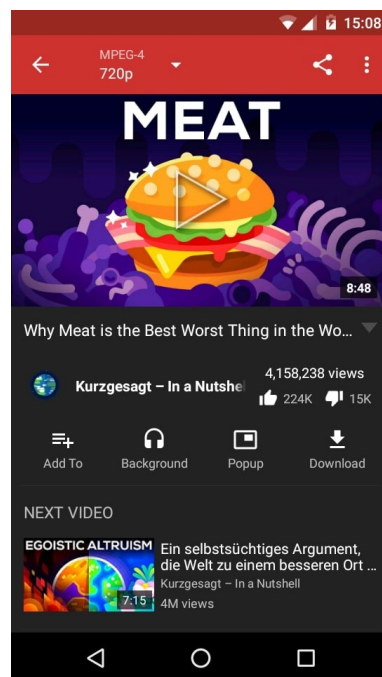 15:08
MPEG-4
720p
MEAT
8:48
Why Meat is the Best Worst Thing in the Wo...
Kurzgesagt – In a Nutshel
4,158,238 views
224K 15K
Add To Background Popup Download
NEXT VIDEO
EGOISTIC ALTRUISM
7:15
Ein selbstsüchtiges Argument,
die Welt zu einem besseren Ort ...
Kurzgesagt – In a Nutshell
4M views